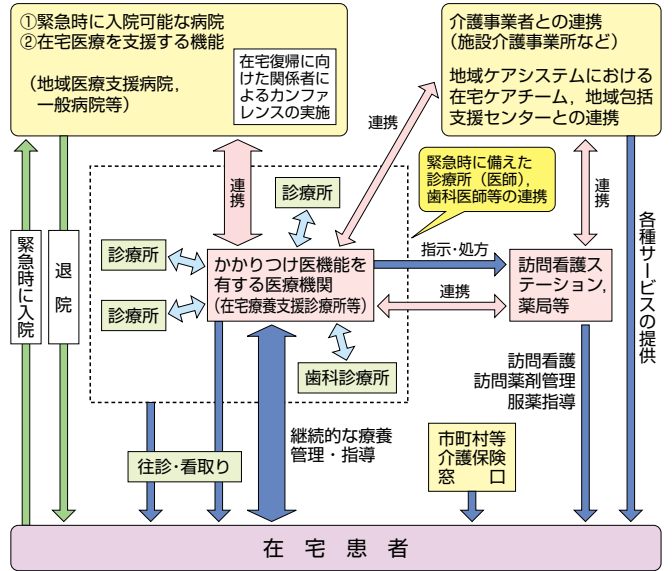 ①緊急時に入院可能な病院
②在宅医療を支援する機能
（地域医療支援病院，
一般病院等）
在宅復帰に向
けた関係者に
よるカンファ
レンスの実施
介護事業者との連携
（施設介護事業所など）
地域ケアシステムにおける
在宅ケアチーム，地域包括
支援センターとの連携
連携
連携
緊急時に備えた
診療所（医師），
歯科医師等の連携
連携
各種サービスの提供
診療所
診療所
診療所
かかりつけ医機能を
有する医療機関
（在宅療養支援診療所等）
指示・処方
連携
訪問看護ス
テーション，
薬局等
歯科診療所
緊急時に入院
退院
訪問看護
訪問薬剤管理
服薬指導
継続的な療養
管理・指導
往診・看取り
市町村等
介護保険
窓口
在宅患者